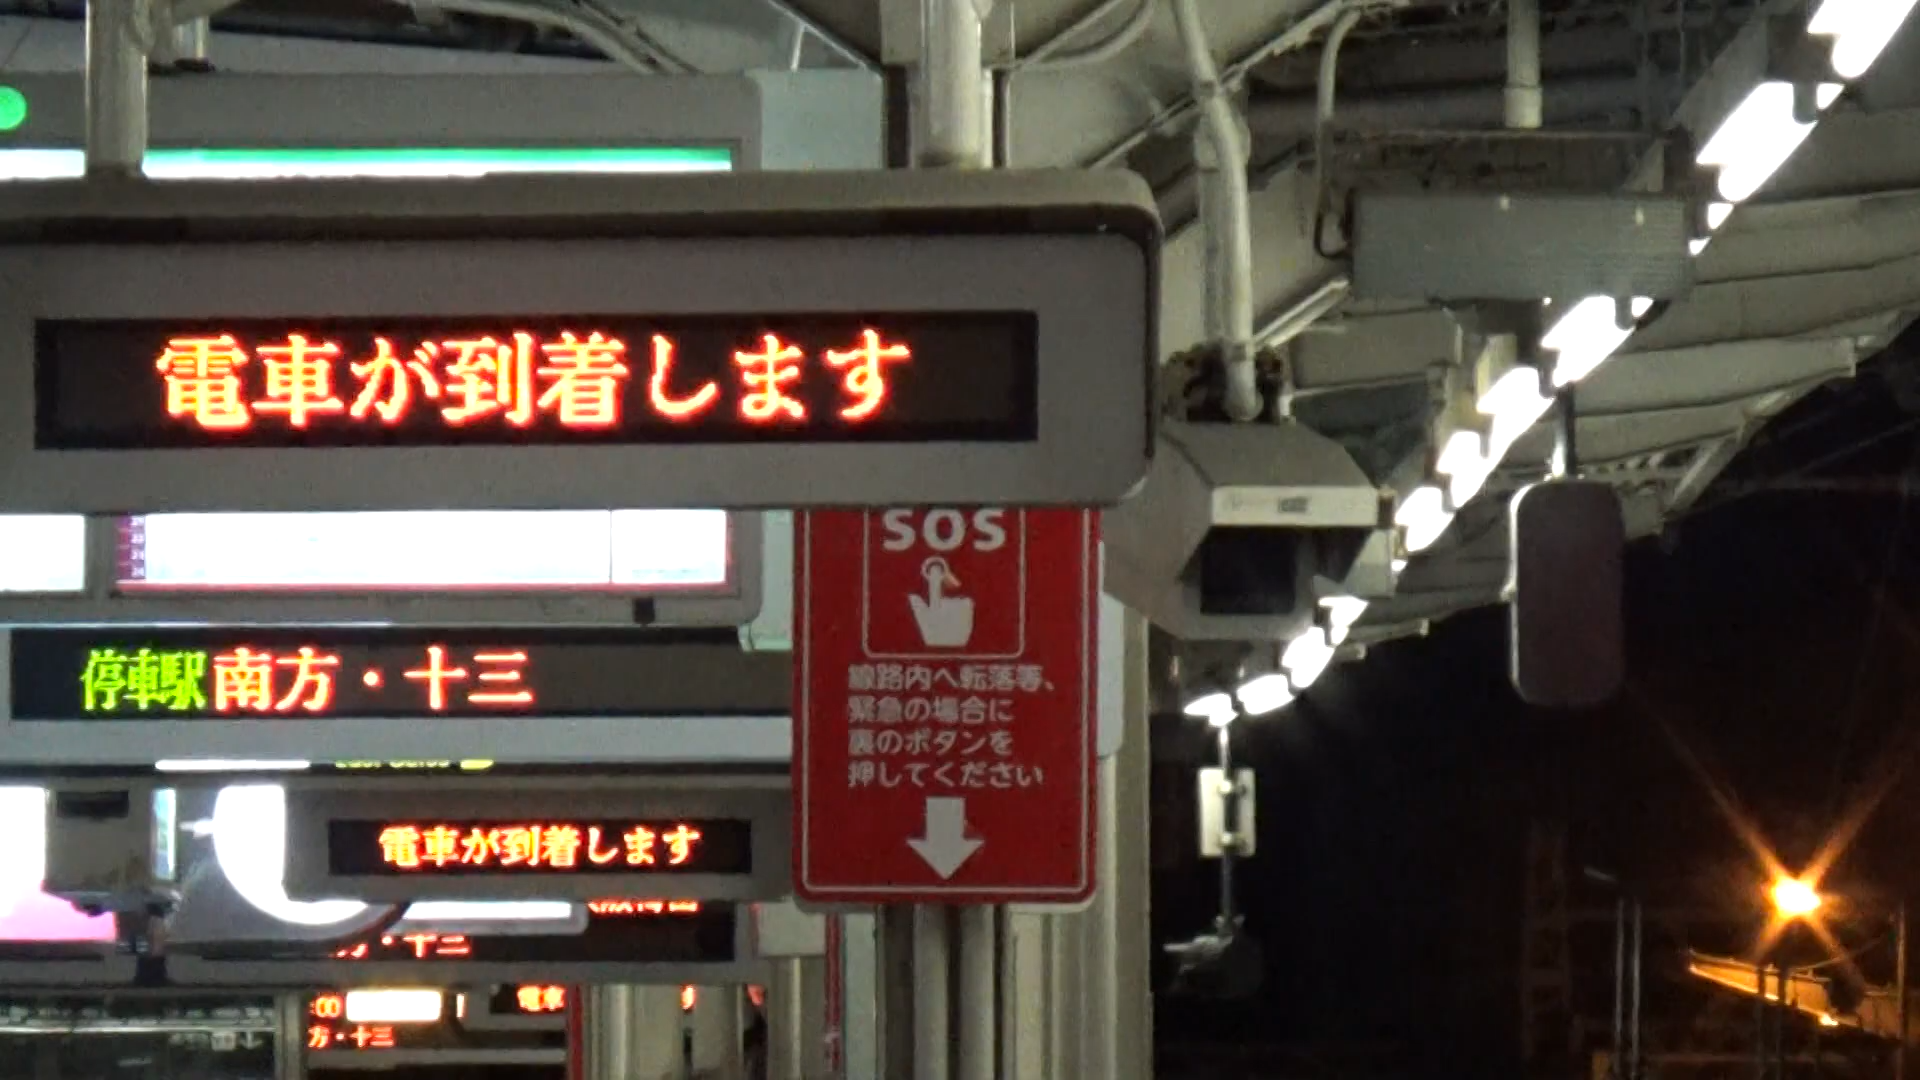 電車が到着します
SOS
線路内へ転落等、
緊急の場合に
裏のボタンを
押してください
停車駅 南方・十三
電車が到着します
方・十三
電車
:00
方・十三